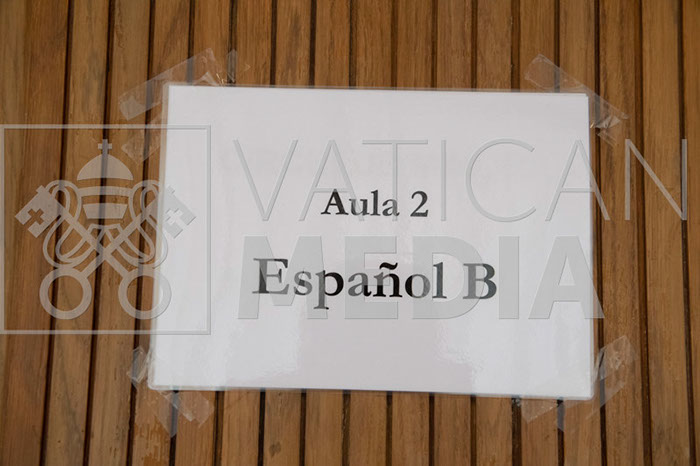 VATICAN
MEDIA
Aula 2
Español B